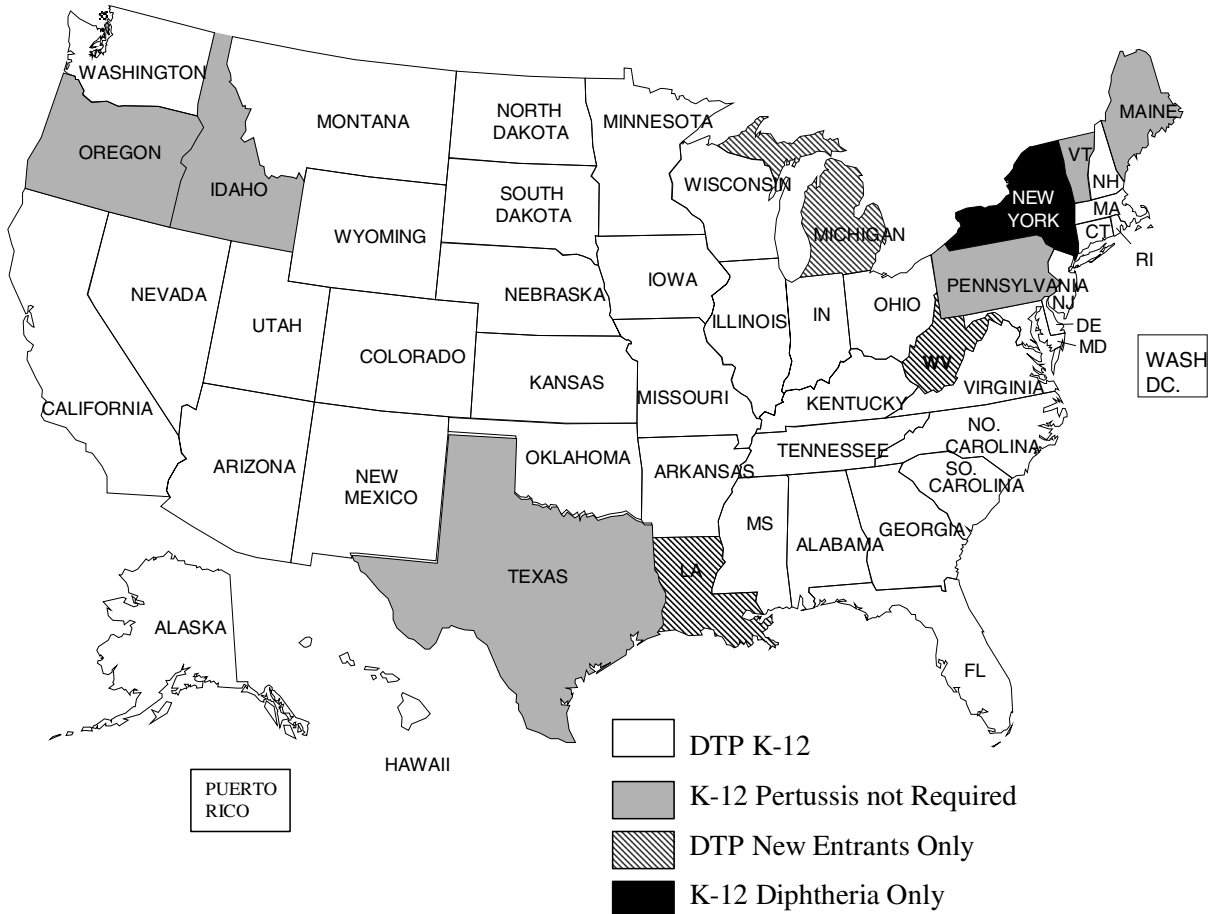 WASHINGTON
MONTANA
NORTH
DAKOTA
MINNESOTA
MAINE
OREGON
IDAHO
SOUTH
DAKOTA
WISCONSIN
VT
NH
NEW
YORK
MA
CT
RI
WYOMING
MICHIGAN
IOWA
NEBRASKA
PENNSYLVANIA
NJ
NEVADA
UTAH
COLORADO
ILLINOIS
IN
OHIO
DE
MD
WASH
DC.
WV
KANSAS
MISSOURI
KENTUCKY
VIRGINIA
CALIFORNIA
ARIZONA
NEW
MEXICO
OKLAHOMA
ARKANSAS
TENNESSEE
NO.
CAROLINA
SO.
CAROLINA
MS
ALABAMA
GEORGIA
TEXAS
LA
ALASKA
FL
HAWAII
PUERTO
RICO
DTP K-12
K-12 Pertussis not Required
DTP New Entrants Only
K-12 Diphtheria Only